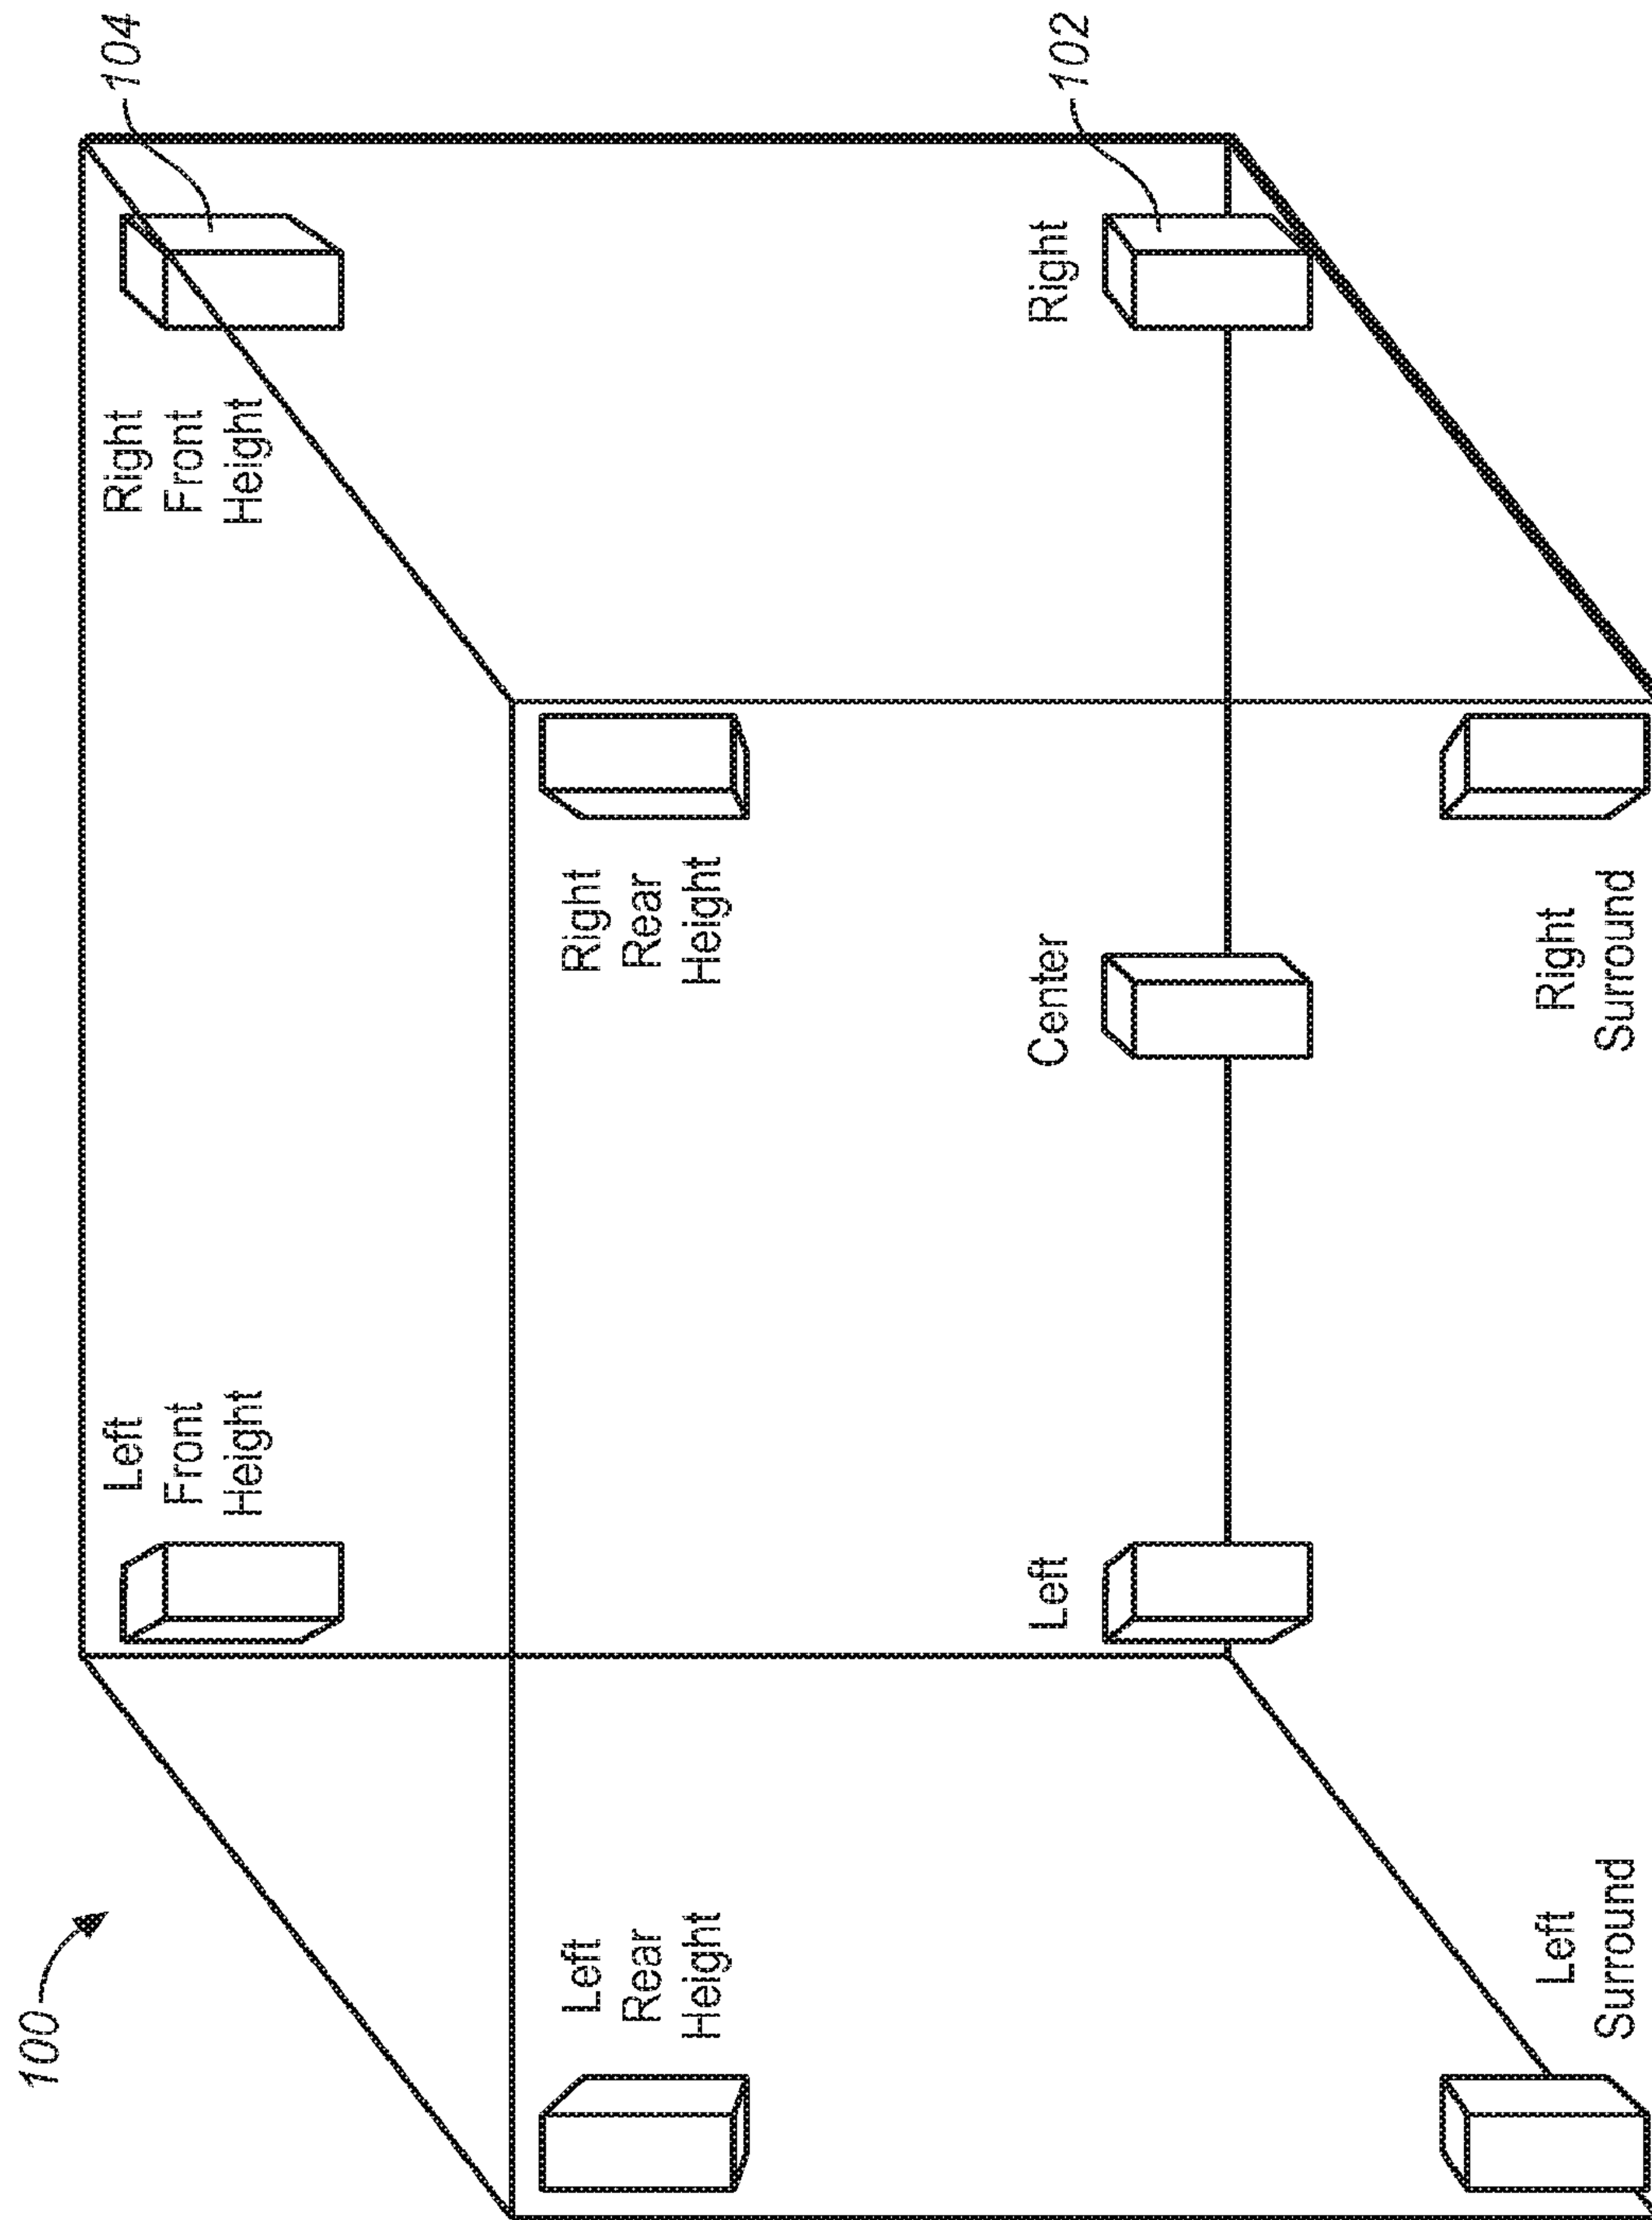 100
Left
Front
Height
Right
Front
Height
104
Left
Rear
Height
Right
Rear
Height
Left
Center
Right
102
Left
Surround
Right
Surround